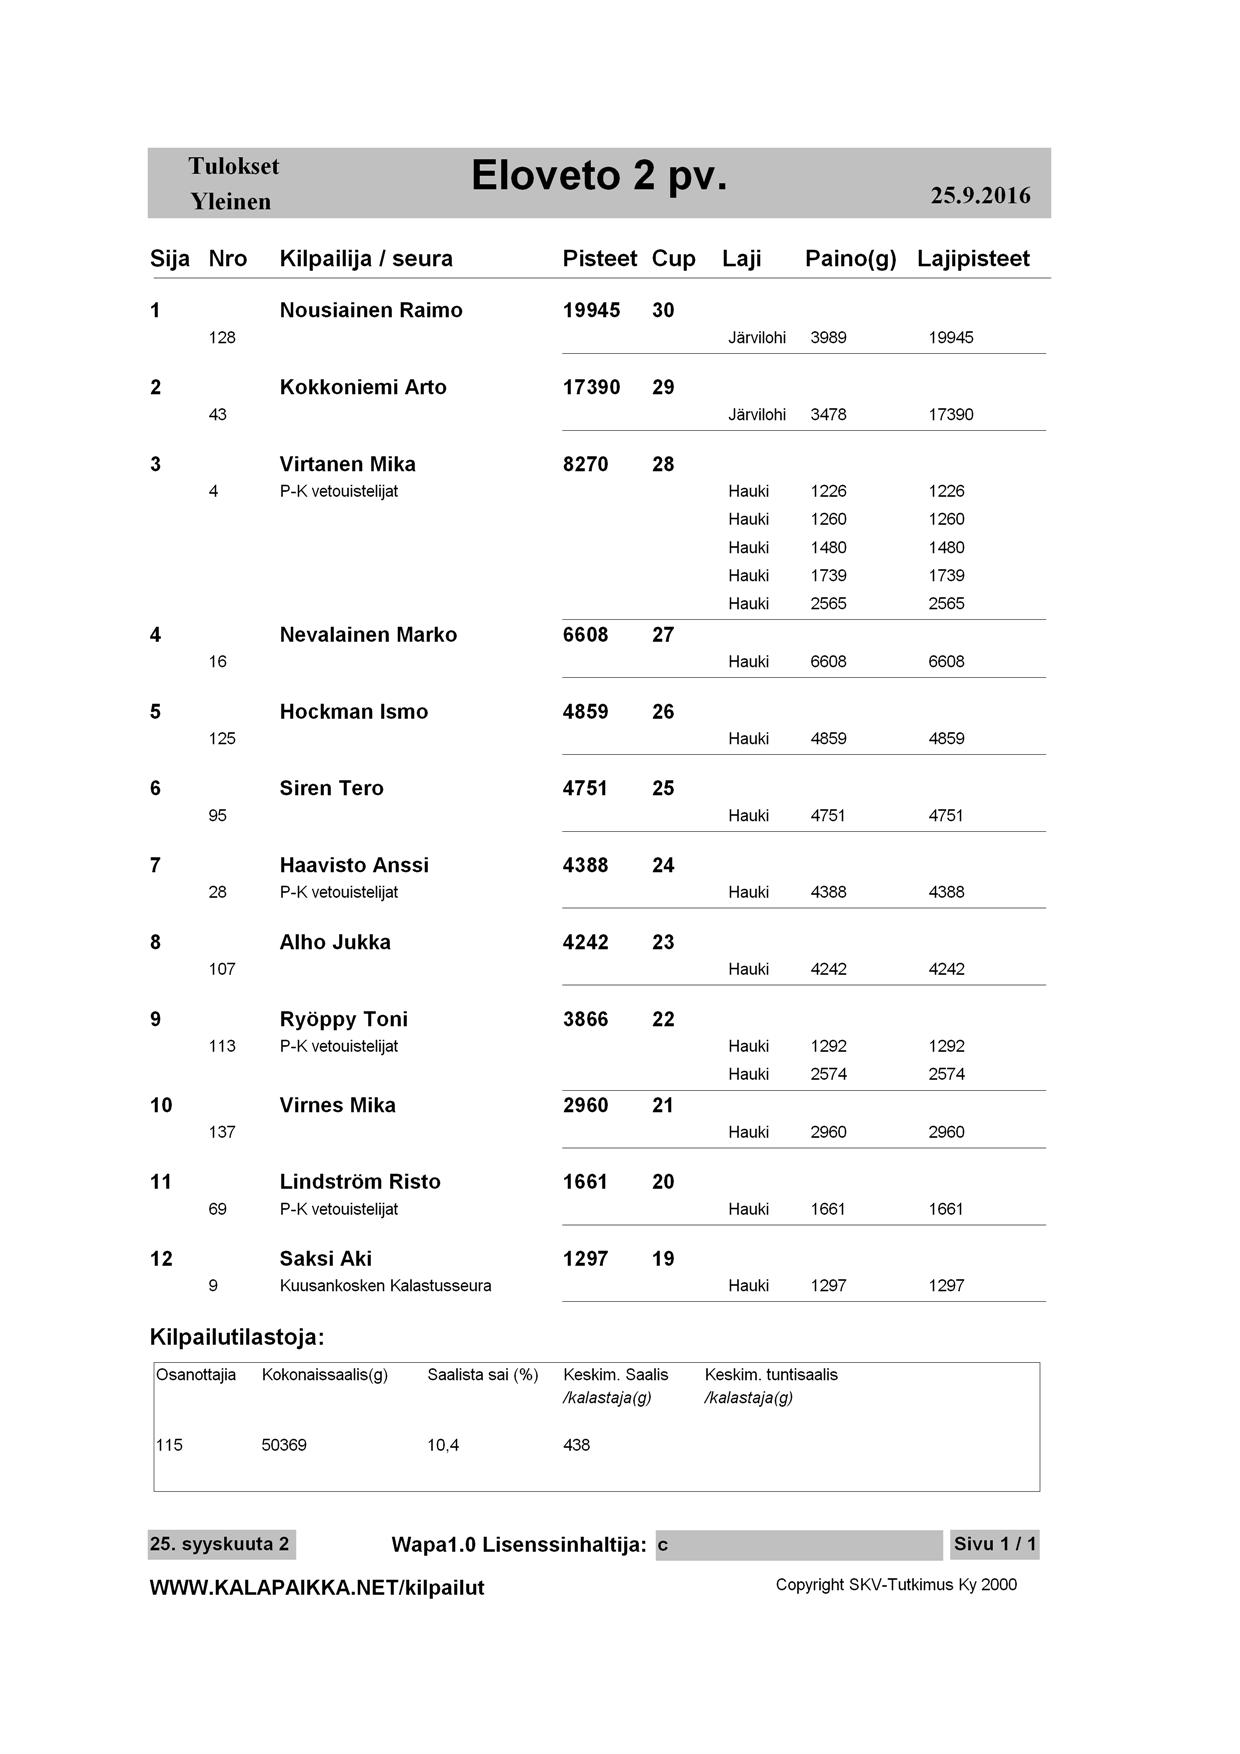 Tulokset
Eloveto 2 pv.
Yleinen
25.9.2016
Sija Nro Kilpailija / seura Pisteet Cup Laji Paino(g) Lajipisteet
1 Nousiainen Raimo 19945 30
128 Järvilohi 3989 19945
2 Kokkoniemi Arto 17390 29
43 Järvilohi 3478 17390
3 Virtanen Mika 8270 28
4 P-K vetouistelijat Hauki 1226 1226
Hauki 1260 1260
Hauki 1480 1480
Hauki 1739 1739
Hauki 2565 2565
4 Nevalainen Marko 6608 27
16 Hauki 6608 6608
5 Hockman Ismo 4859 26
125 Hauki 4859 4859
6 Siren Tero 4751 25
95 Hauki 4751 4751
7 Haavisto Anssi 4388 24
28 P-K vetouistelijat Hauki 4388 4388
8 Alho Jukka 4242 23
107 Hauki 4242 4242
9 Ryöppy Toni 3866 22
113 P-K vetouistelijat Hauki 1292 1292
Hauki 2574 2574
10 Virnes Mika 2960 21
137 Hauki 2960 2960
11 Lindström Risto 1661 20
69 P-K vetouistelijat Hauki 1661 1661
12 Saksi Aki 1297 19
9 Kuusankosken Kalastusseura Hauki 1297 1297
Kilpailutilastoja:
Osanottajia Kokonaissaalis(g) Saalista sai (%) Keskim. Saalis Keskim. tuntisaalis
/kalastaja(g) /kalastaja(g)
115 50369 10,4 438
25. syyskuuta 2 Wapa1.0 Lisenssinhaltija: c Sivu 1 / 1
WWW.KALAPAIKKA.NET/kilpailut Copyright SKV-Tutkimus Ky 2000